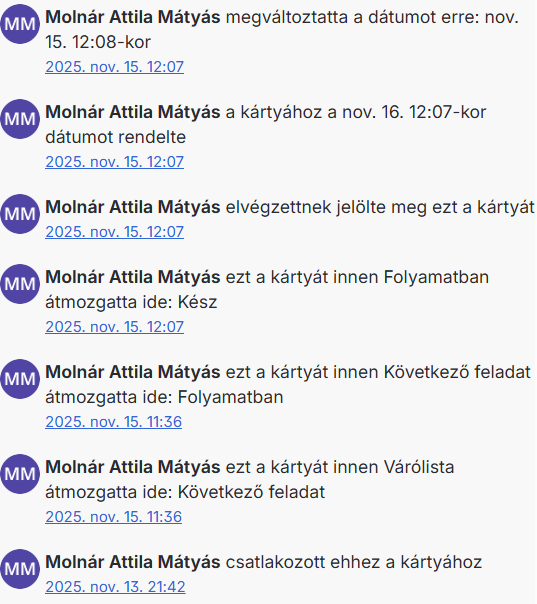 MM Molnár Attila Mátyás megváltoztatta a dátumot erre: nov.
15. 12:08-kor
2025. nov. 15. 12:07
MM Molnár Attila Mátyás a kártyához a nov. 16. 12:07-kor
dátumot rendelte
2025. nov. 15. 12:07
MM Molnár Attila Mátyás elvégzettnek jelölte meg ezt a kártyát
2025. nov. 15. 12:07
MM Molnár Attila Mátyás ezt a kártyát innen Folyamatban
átmozgatta ide: Kész
2025. nov. 15. 12:07
MM Molnár Attila Mátyás ezt a kártyát innen Következő feladat
átmozgatta ide: Folyamatban
2025. nov. 15. 11:36
MM Molnár Attila Mátyás ezt a kártyát innen Várólista
átmozgatta ide: Következő feladat
2025. nov. 15. 11:36
MM Molnár Attila Mátyás csatlakozott ehhez a kártyához
2025. nov. 13. 21:42